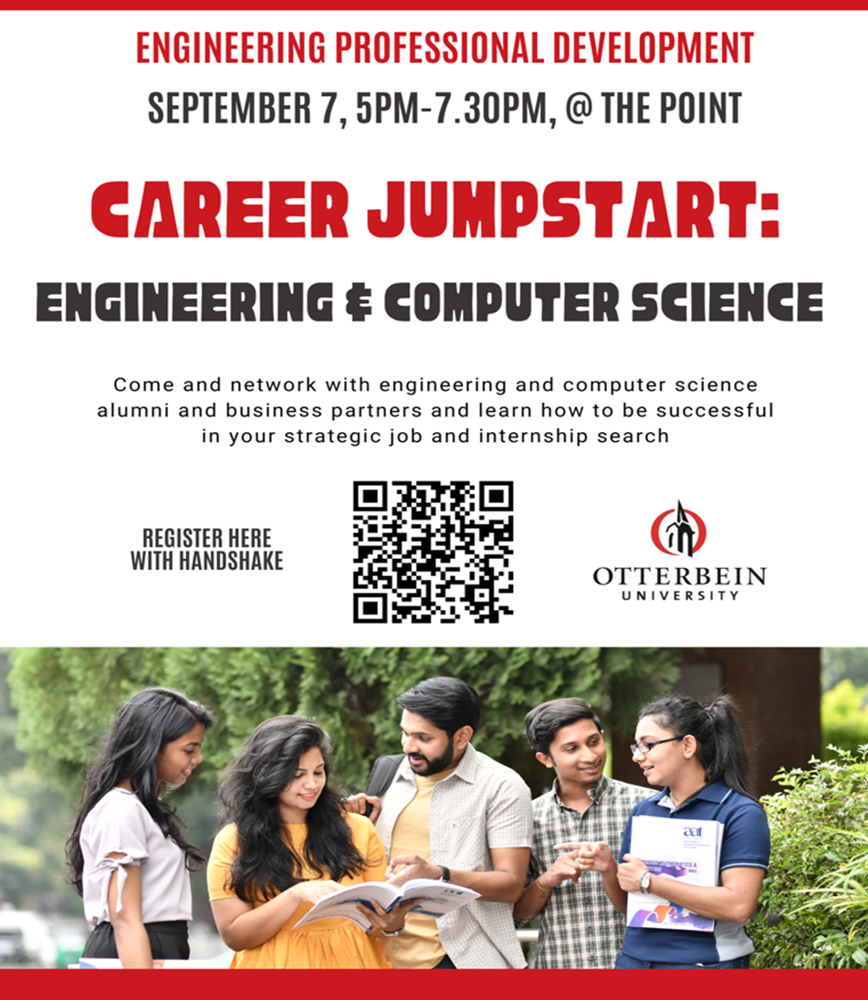 ENGINEERING PROFESSIONAL DEVELOPMENT
SEPTEMBER 7, 5PM-7.30PM, @ THE POINT
CAREER JUMPSTART:
ENGINEERING & COMPUTER SCIENCE
Come and network with engineering and computer science
alumni and business partners and learn how to be successful
in your strategic job and internship search
REGISTER HERE
WITH HANDSHAKE
OTTERBEIN
UNIVERSITY
aat
MATHEMATICS &